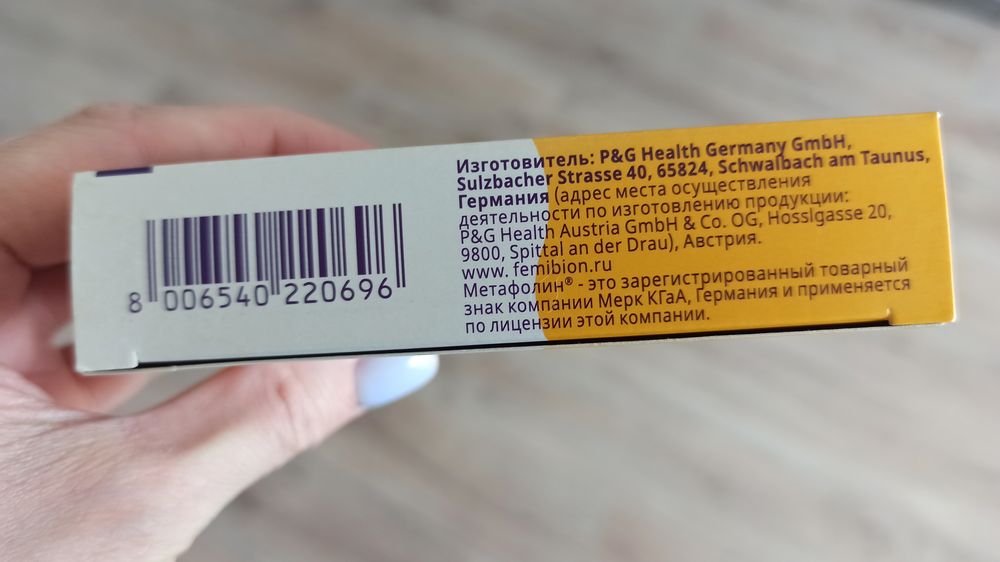 8 006540 220696
Изготовитель: P&G Health Germany GmbH,
Sulzbacher Strasse 40, 65824, Schwalbach am Taunus,
Германия (адрес места осуществления
деятельности по изготовлению продукции:
P&G Health Austria GmbH & Co. OG, Hosslgasse 20,
9800, Spittal an der Drau), Австрия.
www. femibion.ru
Метафолин® - это зарегистрированный товарный
знак компании Мерк КГаА, Германия и применяется
по лицензии этой компании.